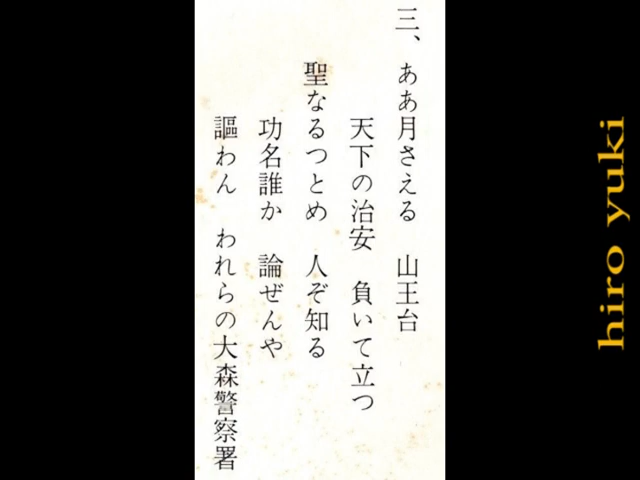 三、ああ月さえる　山王台
天下の治安　負いて立つ
聖なるつとめ　人ぞ知る
功名誰か　論ぜんや
謳わん　われらの大森警察署
hiro yuki